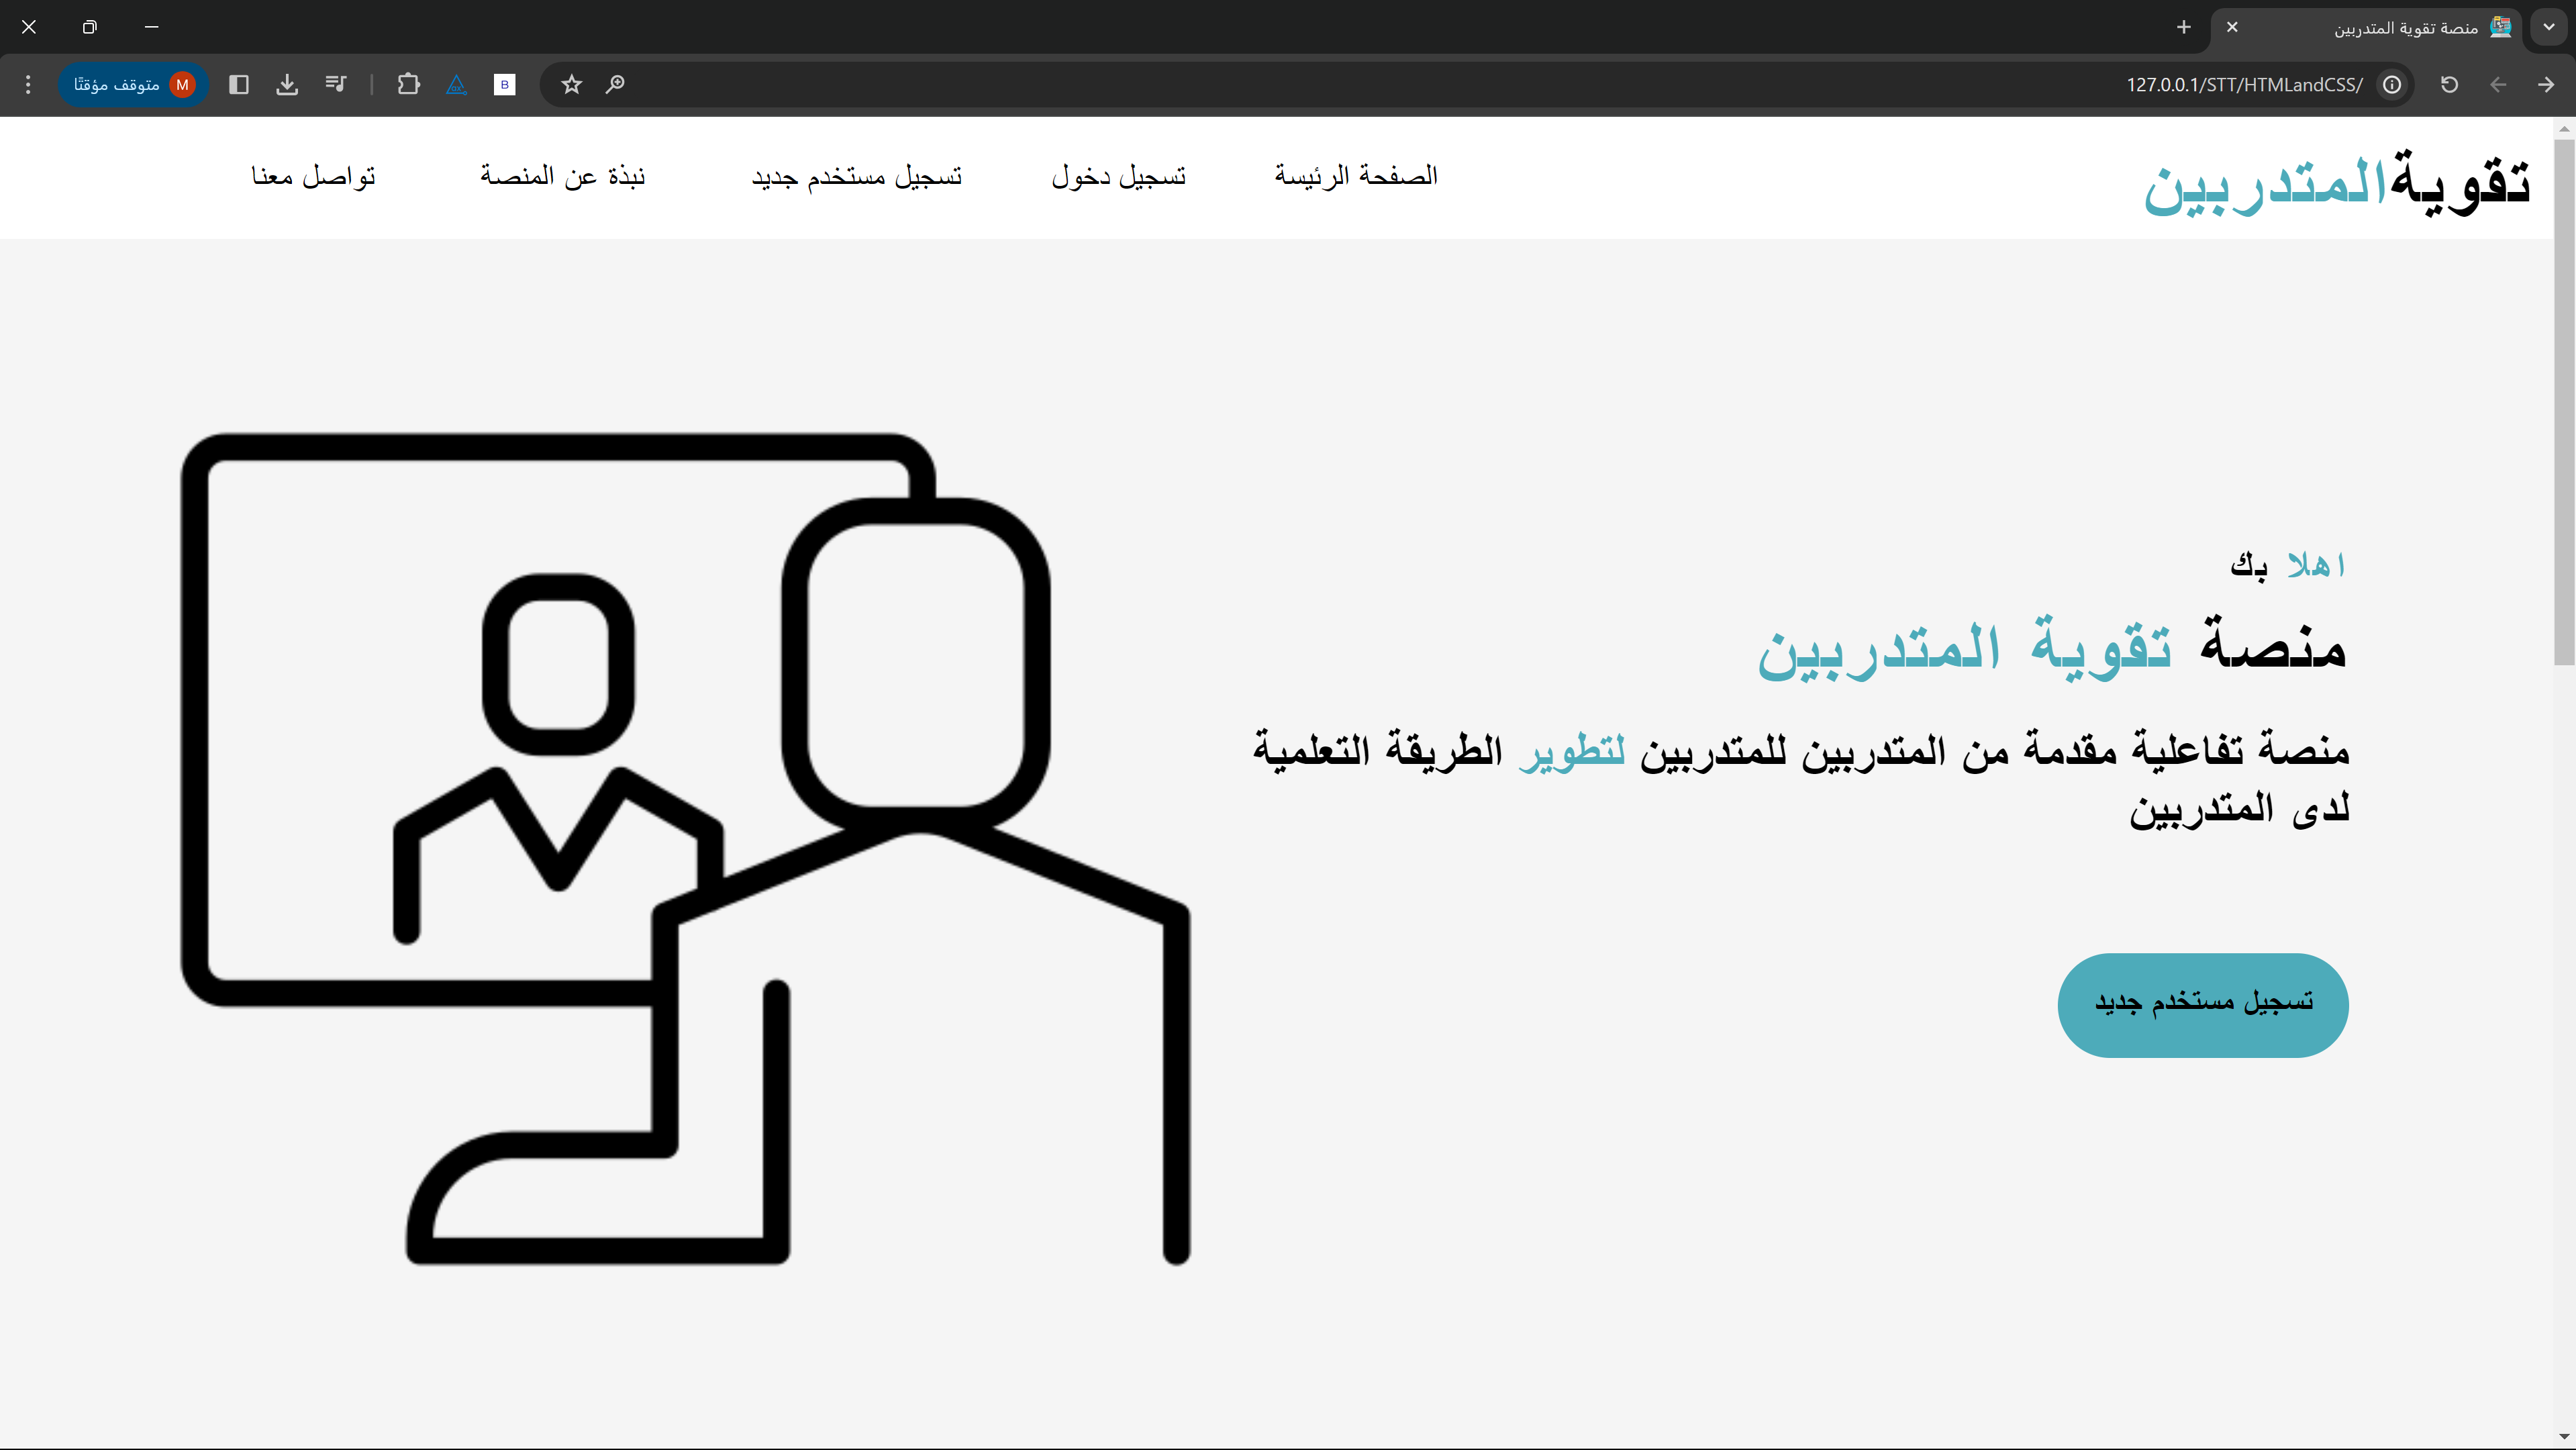 منصة تقوية المتدربين
127.0.0.1/STT/HTMLandCSS/
B
M متوقف مؤقتًا
تقويةالمتدربين
الصفحة الرئيسة
تسجيل دخول
تسجيل مستخدم جديد
نبذة عن المنصة
تواصل معنا
اهلا بك
منصة تقوية المتدربين
منصة تفاعلية مقدمة من المتدربين للمتدربين لتطوير الطريقة التعلمية
لدى المتدربين
تسجيل مستخدم جديد